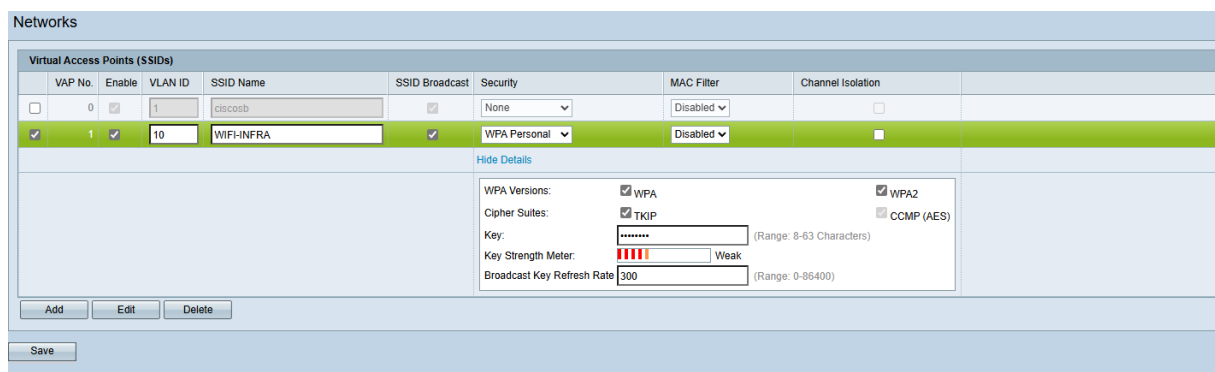 Networks
Virtual Access Points (SSIDs)
VAP No. Enable VLAN ID SSID Name SSID Broadcast Security MAC Filter Channel Isolation
0 1 ciscosb None Disabled
1 10 WIFI-INFRA WPA Personal Disabled
Hide Details
WPA Versions: WPA WPA2
Cipher Suites: TKIP CCMP (AES)
Key: •••••••• (Range: 8-63 Characters)
Key Strength Meter: Weak
Broadcast Key Refresh Rate 300 (Range: 0-86400)
Add Edit Delete
Save